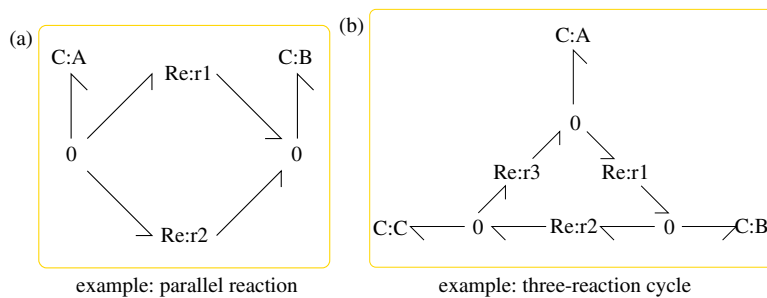 (a)
C:A
Re:r1
C:B
0
0
Re:r2
example: parallel reaction
(b)
C:A
0
Re:r3
Re:r1
C:C
0
Re:r2
0
C:B
example: three-reaction cycle